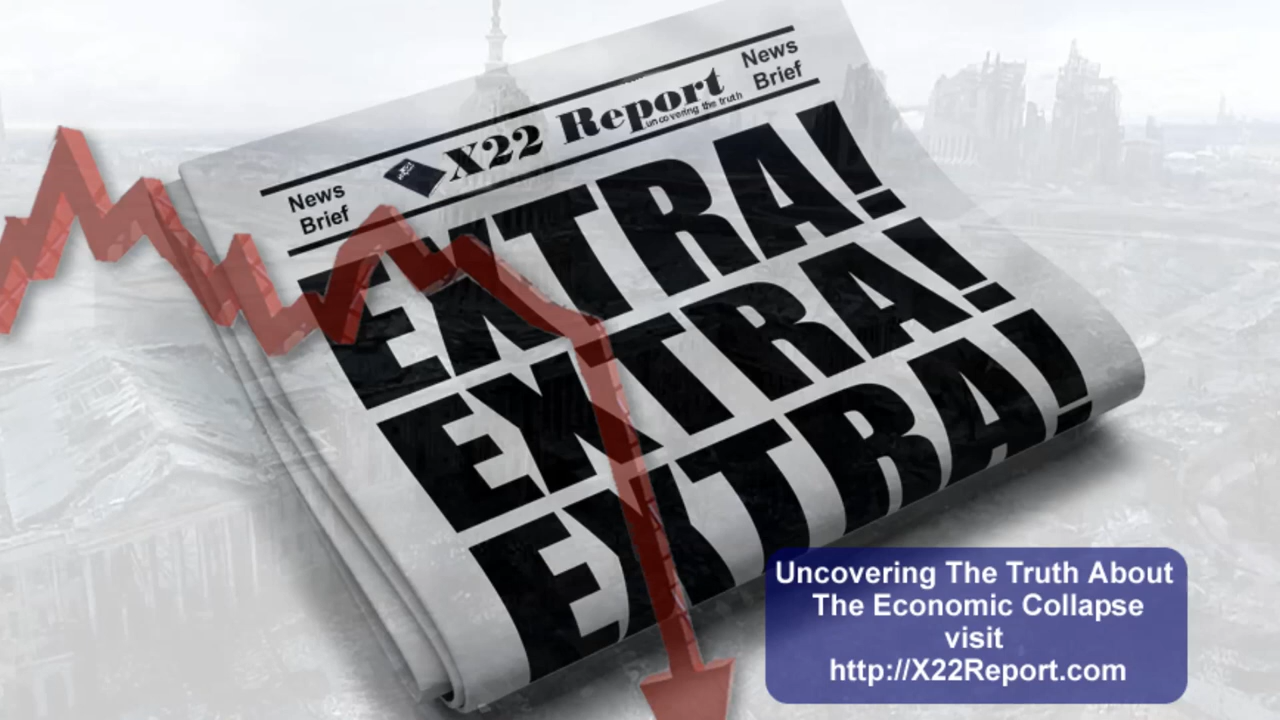 News
Brief
X22 Report
uncovering the truth
News
Brief
EXTRA!
EXTRA!
EXTRA!
Uncovering The Truth About
The Economic Collapse
visit
http://X22Report.com